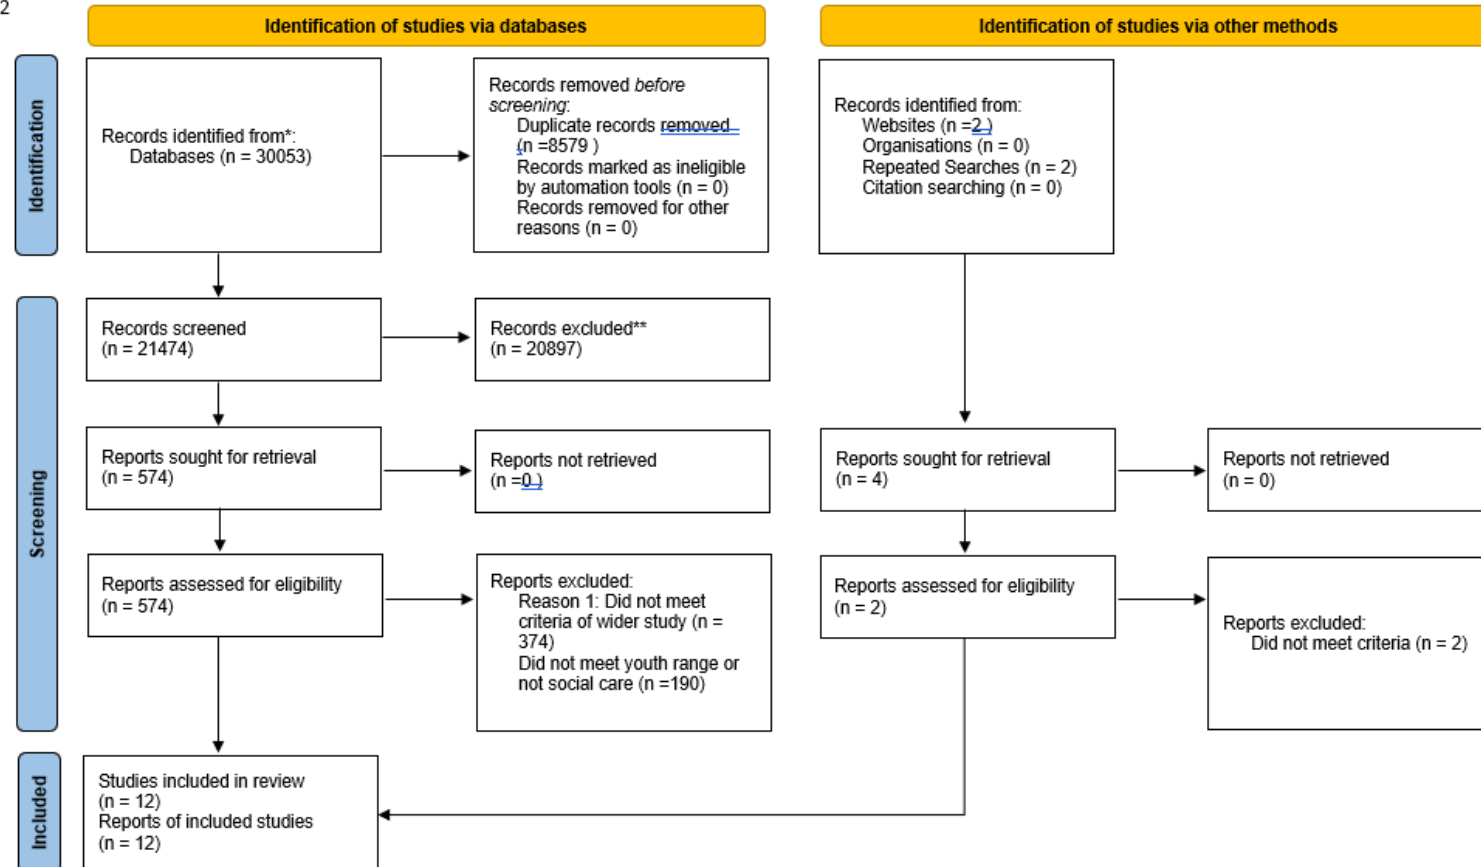 2
Identification of studies via databases
Identification of studies via other methods
Identification
Records identified from*:
Databases (n = 30053)
Records removed before
screening:
Duplicate records removed
(n =8579 )
Records marked as ineligible
by automation tools (n = 0)
Records removed for other
reasons (n = 0)
Records identified from:
Websites (n =2 )
Organisations (n = 0)
Repeated Searches (n = 2)
Citation searching (n = 0)
Screening
Records screened
(n = 21474)
Records excluded**
(n = 20897)
Reports sought for retrieval
(n = 574)
Reports not retrieved
(n =0 )
Reports sought for retrieval
(n = 4)
Reports not retrieved
(n = 0)
Reports assessed for eligibility
(n = 574)
Reports excluded:
Reason 1: Did not meet
criteria of wider study (n =
374)
Did not meet youth range or
not social care (n =190)
Reports assessed for eligibility
(n = 2)
Reports excluded:
Did not meet criteria (n = 2)
Included
Studies included in review
(n = 12)
Reports of included studies
(n = 12)